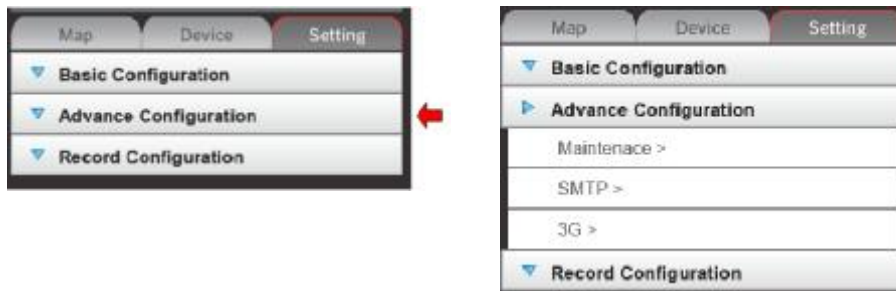 Map Device Setting
Basic Configuration
Advance Configuration
Record Configuration
Map Device Setting
Basic Configuration
Advance Configuration
Maintenace >
SMTP >
3G >
Record Configuration